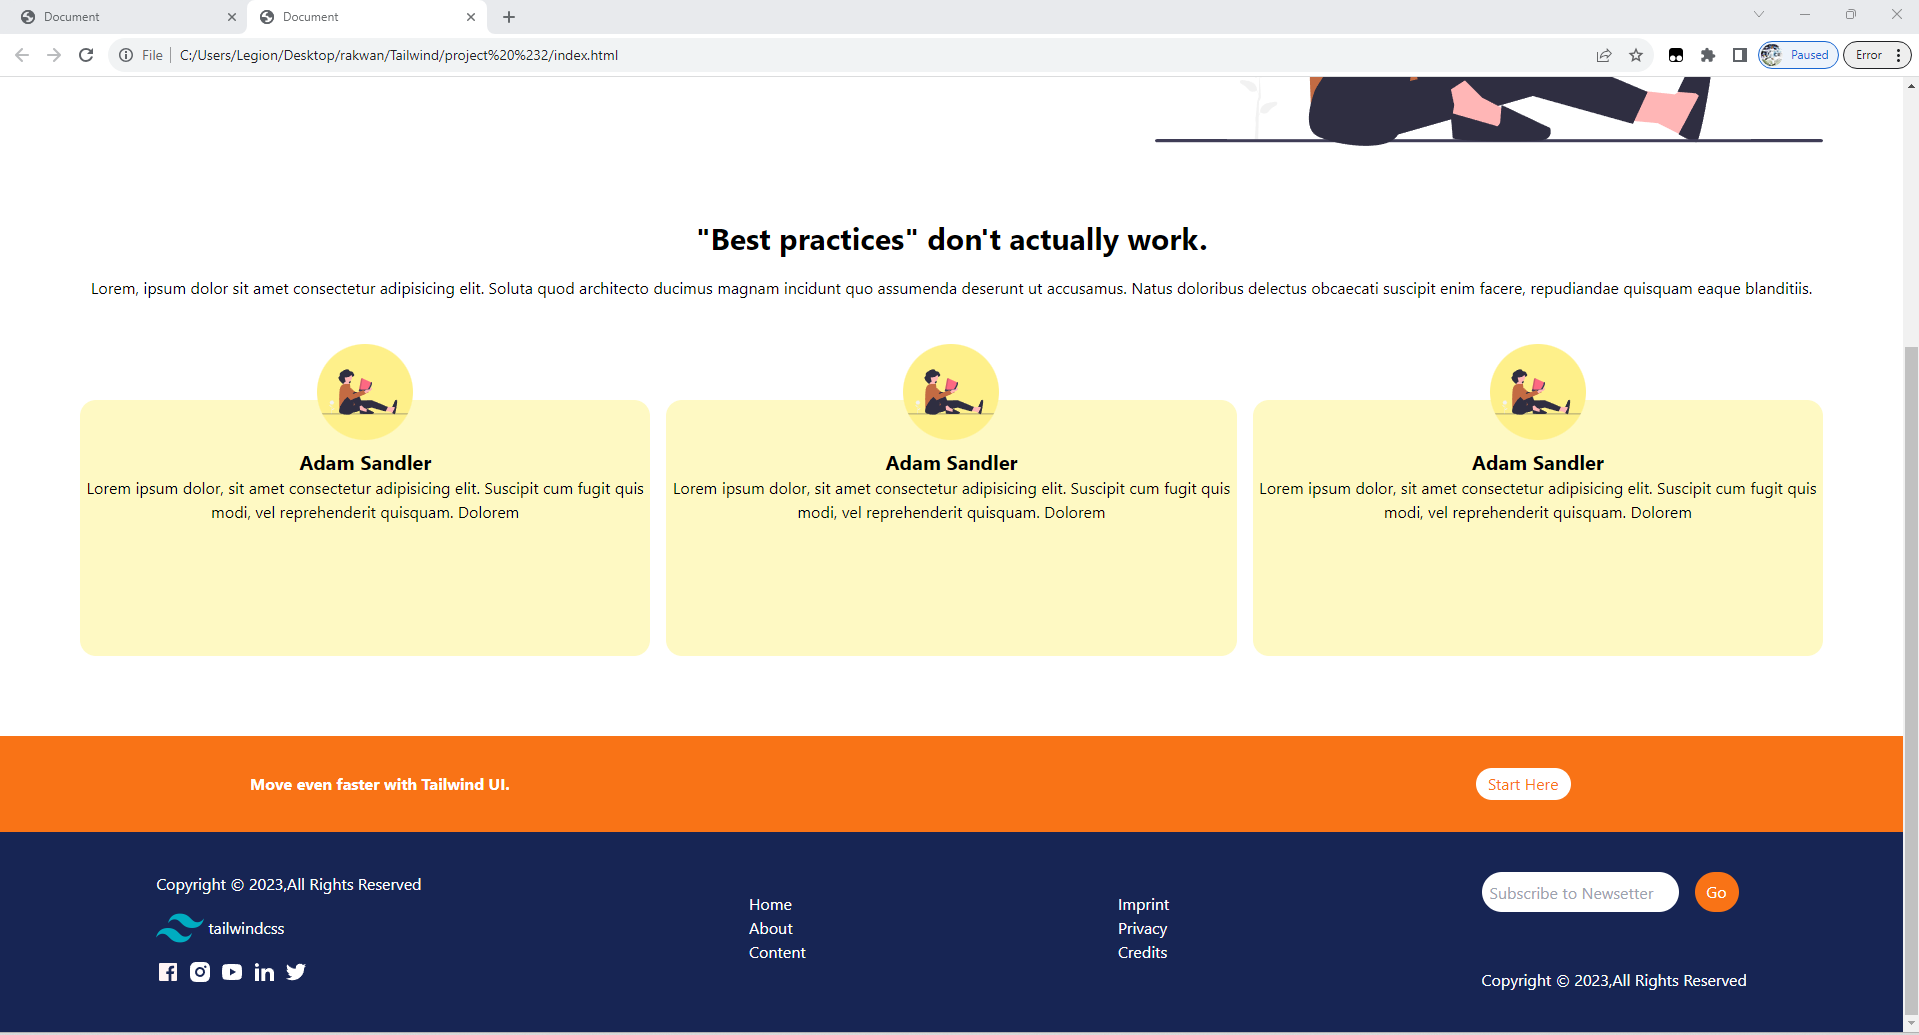 Document
Document
File
C:/Users/Legion/Desktop/rakwan/Tailwind/project%20%232/index.html
Paused
Error
"Best practices" don't actually work.
Lorem, ipsum dolor sit amet consectetur adipisicing elit. Soluta quod architecto ducimus magnam incidunt quo assumenda deserunt ut accusamus. Natus doloribus delectus obcaecati suscipit enim facere, repudiandae quisquam eaque blanditiis.
Adam Sandler
Lorem ipsum dolor, sit amet consectetur adipisicing elit. Suscipit cum fugit quis
modi, vel reprehenderit quisquam. Dolorem
Adam Sandler
Lorem ipsum dolor, sit amet consectetur adipisicing elit. Suscipit cum fugit quis
modi, vel reprehenderit quisquam. Dolorem
Adam Sandler
Lorem ipsum dolor, sit amet consectetur adipisicing elit. Suscipit cum fugit quis
modi, vel reprehenderit quisquam. Dolorem
Move even faster with Tailwind UI.
Start Here
Copyright © 2023,All Rights Reserved
tailwindcss
Home
About
Content
Imprint
Privacy
Credits
Subscribe to Newsetter
Go
Copyright © 2023,All Rights Reserved